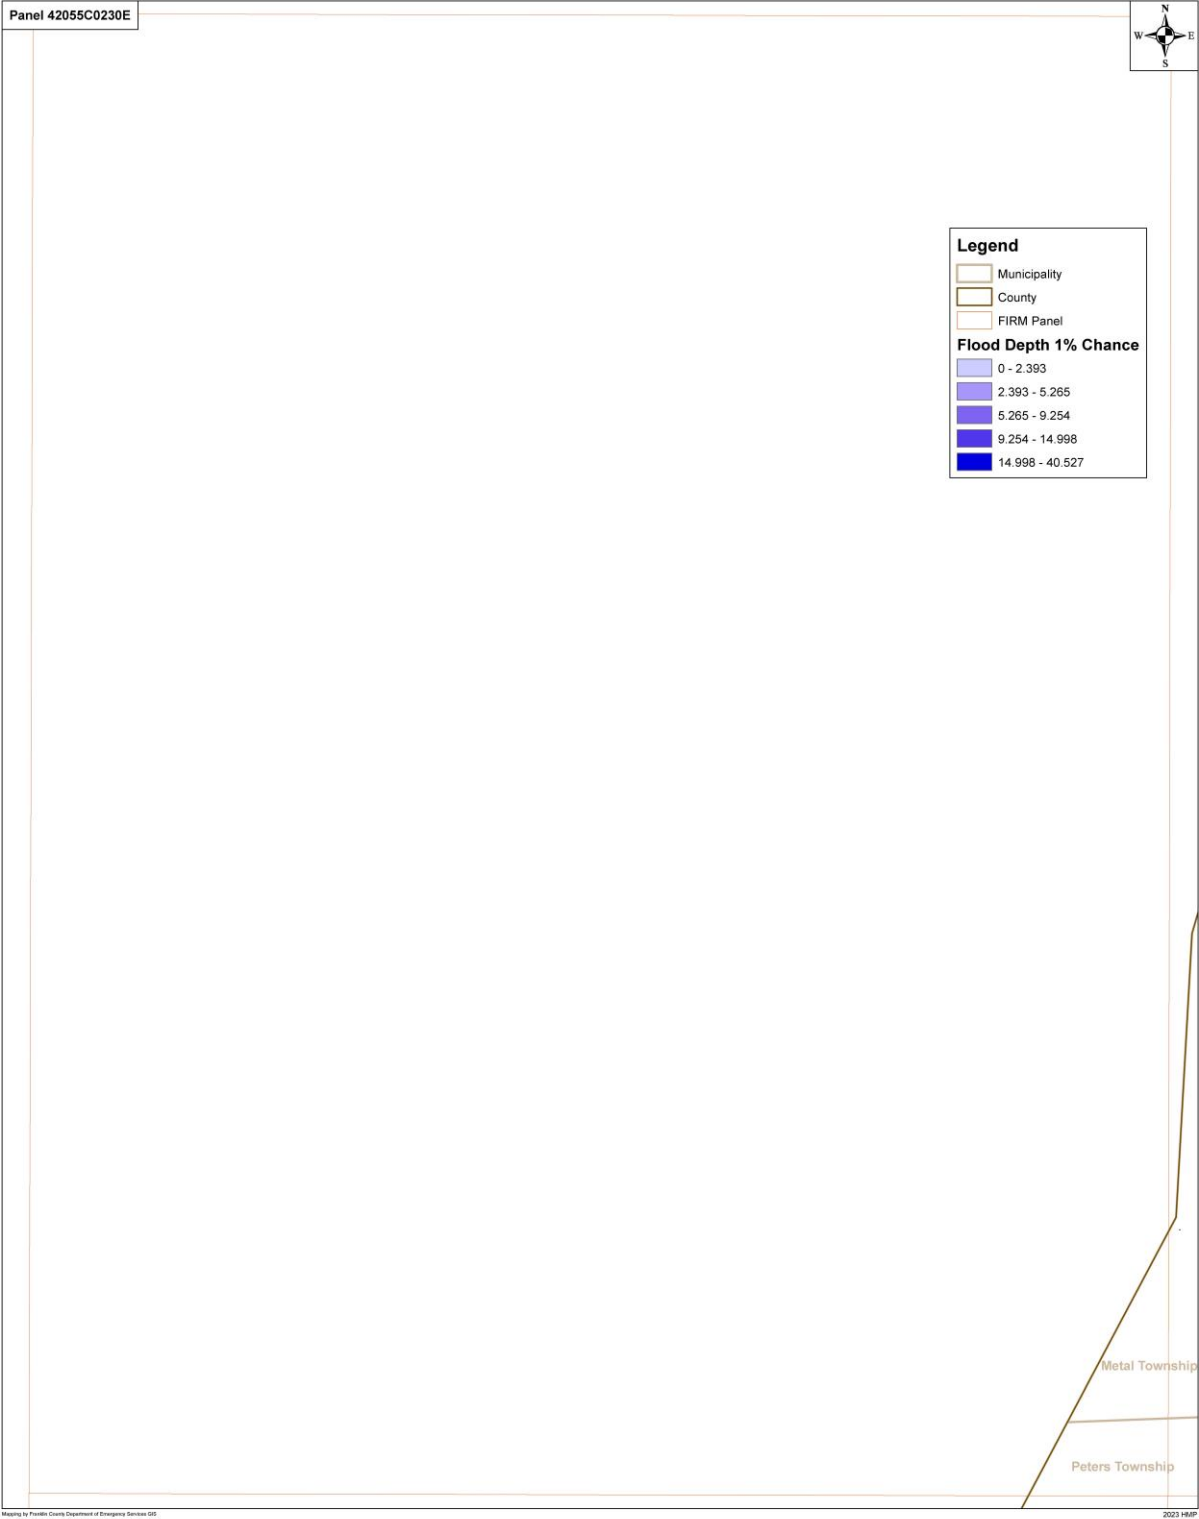 Panel 42055C0230E
N
W E
S
Legend
Municipality
County
FIRM Panel
Flood Depth 1% Chance
0 - 2.393
2.393 - 5.265
5.265 - 9.254
9.254 - 14.998
14.998 - 40.527
Metal Township
Peters Township
Mapping by Franklin County Department of Emergency Services GIS
2023 HMP